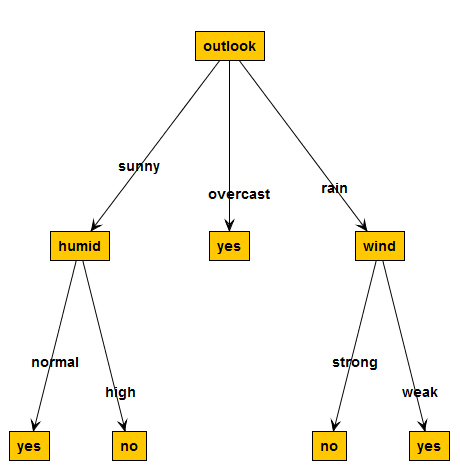 outlook
sunny
rain
overcast
humid
yes
wind
normal
strong
high
weak
yes
no
no
yes